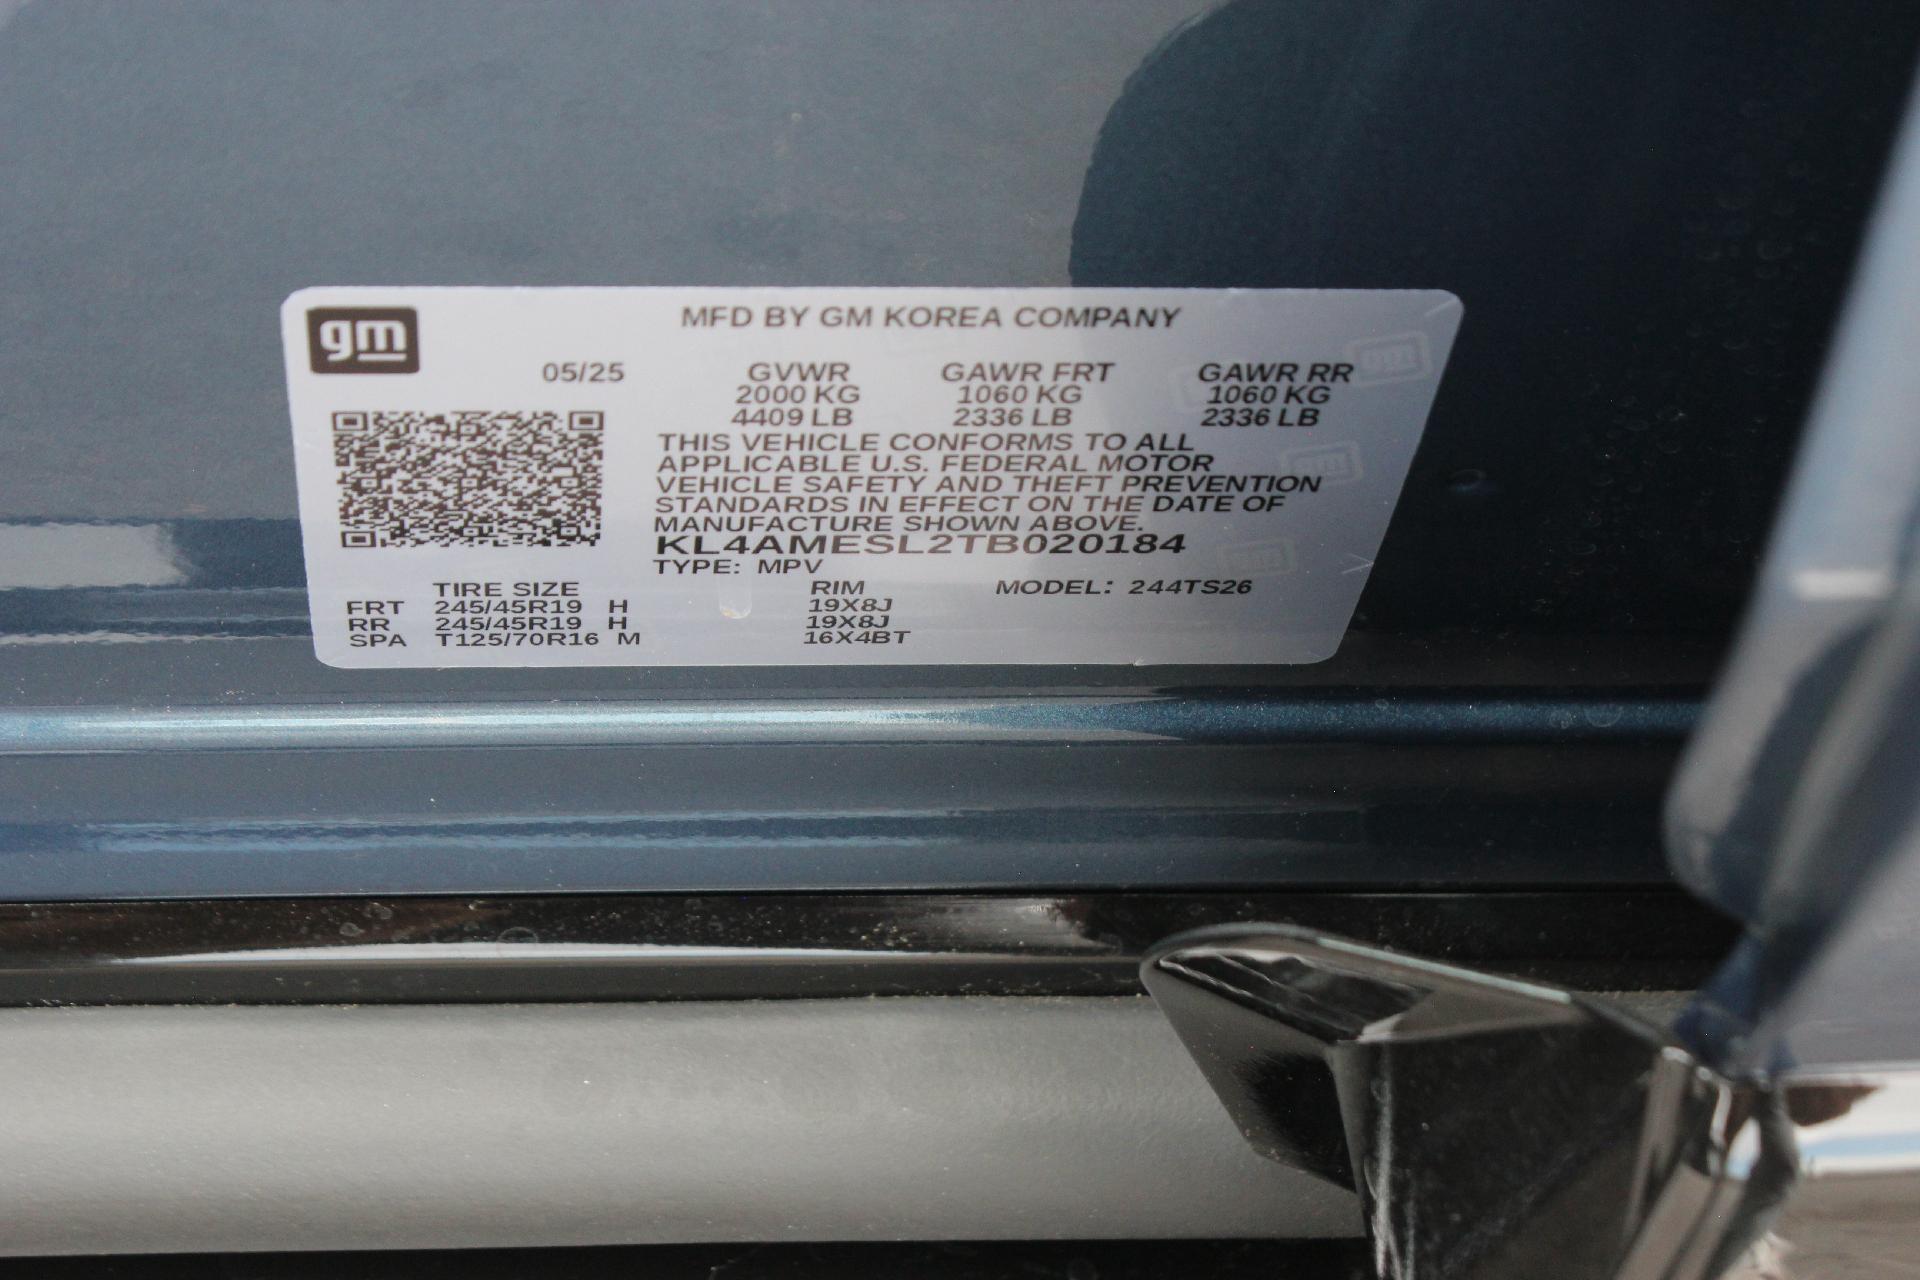 gm
MFD BY GM KOREA COMPANY
05/25 GVWR GAWR FRT GAWR RR
2000 KG 1060 KG 1060 KG
4409 LB 2336 LB 2336 LB
THIS VEHICLE CONFORMS TO ALL
APPLICABLE U.S. FEDERAL MOTOR
VEHICLE SAFETY AND THEFT PREVENTION
STANDARDS IN EFFECT ON THE DATE OF
MANUFACTURE SHOWN ABOVE.
KL4AMESL2TB020184
TYPE: MPV
TIRE SIZE RIM MODEL: 244TS26
FRT 245/45R19 H 19X8J
RR 245/45R19 H 19X8J
SPA T125/70R16 M 16X4BT